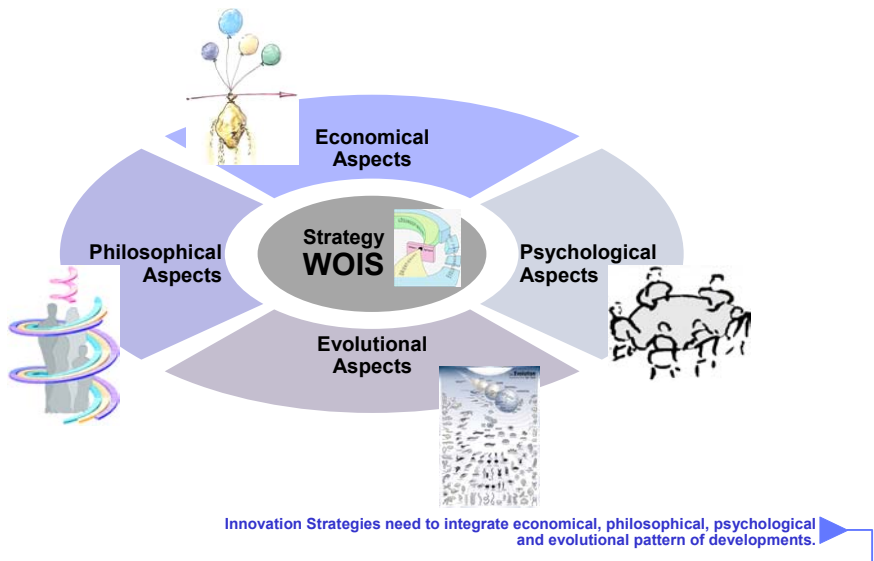 Economical
Aspects
Philosophical
Aspects
Strategy
WOIS
Psychological
Aspects
Evolutional
Aspects
Innovation Strategies need to integrate economical, philosophical, psychological
and evolutional pattern of developments.